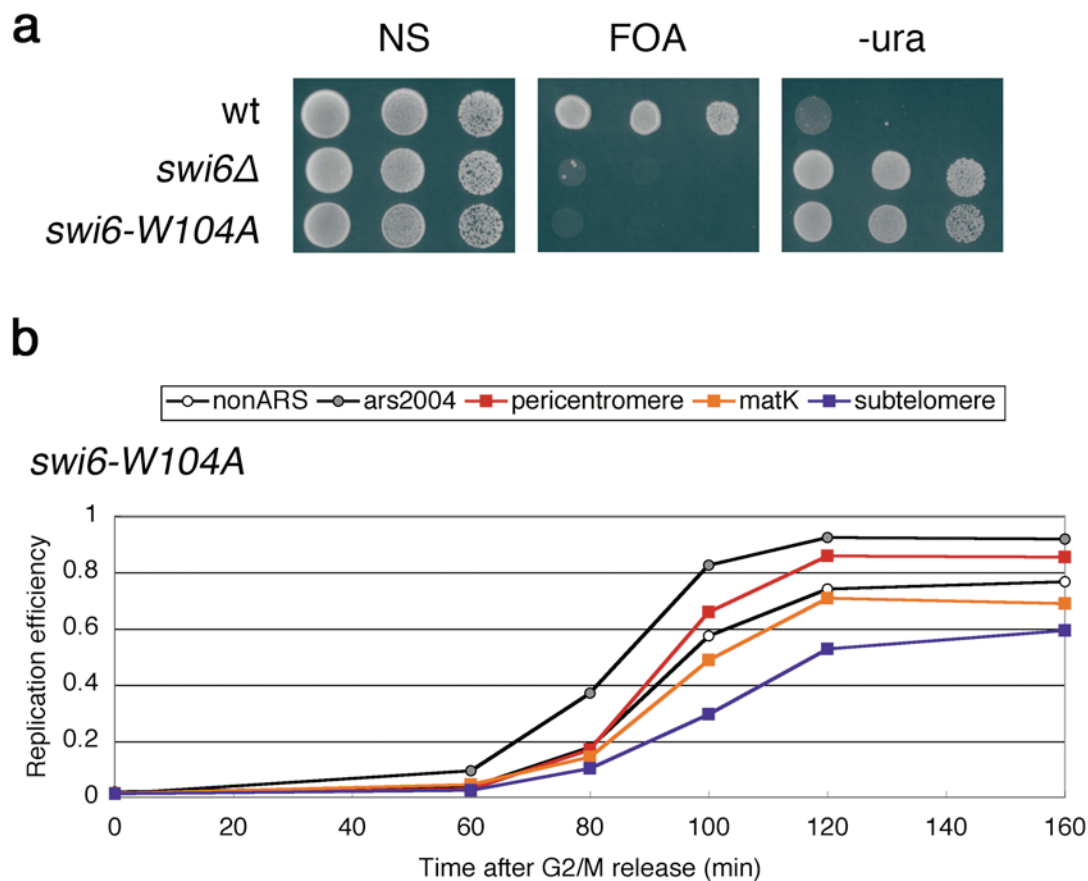 a
NS FOA -ura
wt
swi6Δ
swi6-W104A
b
nonARS ars2004 pericentromere matK subtelomere
swi6-W104A
Replication efficiency
1
0.8
0.6
0.4
0.2
0
0 20 40 60 80 100 120 140 160
Time after G2/M release (min)